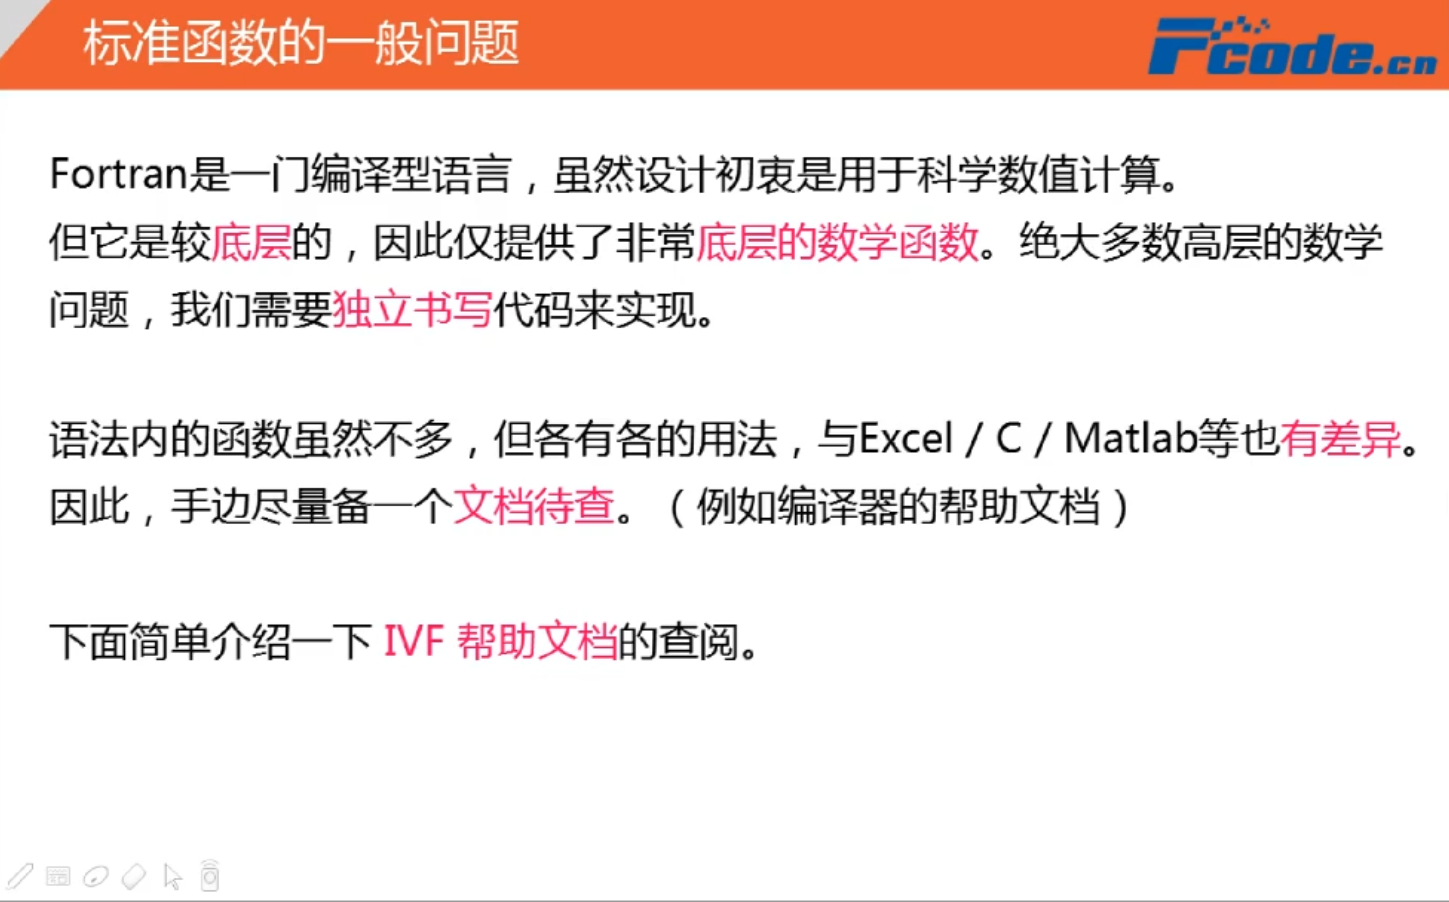 标准函数的一般问题
Fcode.cn
Fortran是一门编译型语言，虽然设计初衷是用于科学数值计算。
但它是较底层的，因此仅提供了非常底层的数学函数。绝大多数高层的数学
问题，我们需要独立书写代码来实现。
语法内的函数虽然不多，但各有各的用法，与Excel / C / Matlab等也有差异。
因此，手边尽量备一个文档待查。（例如编译器的帮助文档）
下面简单介绍一下 IVF 帮助文档的查阅。